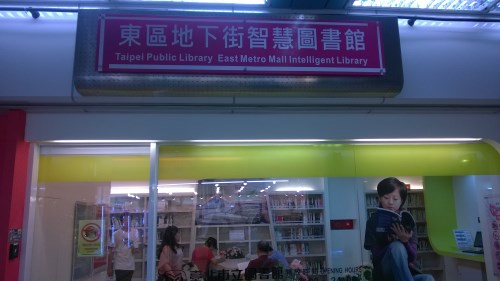 東區地下街智慧圖書館
Taipei Public Library East Metro Mall Intelligent Library